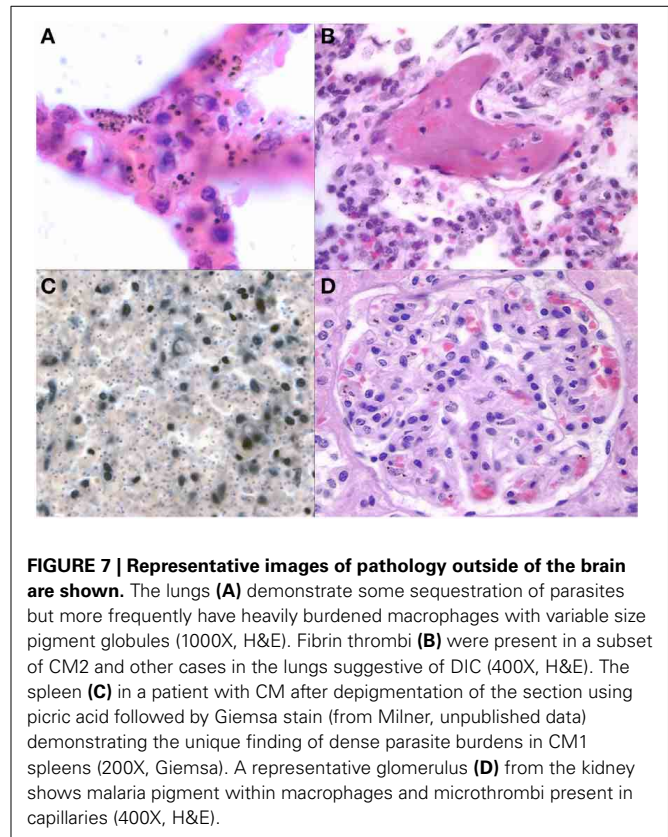 A
B
C
D
FIGURE 7 | Representative images of pathology outside of the brain
are shown. The lungs (A) demonstrate some sequestration of parasites
but more frequently have heavily burdened macrophages with variable size
pigment globules (1000X, H&E). Fibrin thrombi (B) were present in a subset
of CM2 and other cases in the lungs suggestive of DIC (400X, H&E). The
spleen (C) in a patient with CM after depigmentation of the section using
picric acid followed by Giemsa stain (from Milner, unpublished data)
demonstrating the unique finding of dense parasite burdens in CM1
spleens (200X, Giemsa). A representative glomerulus (D) from the kidney
shows malaria pigment within macrophages and microthrombi present in
capillaries (400X, H&E).